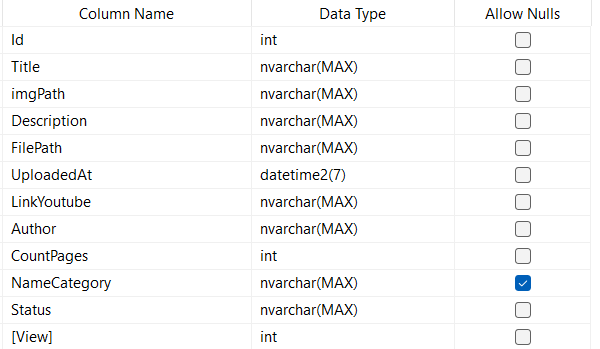 Column Name Data Type Allow Nulls
Id int
Title nvarchar(MAX)
imgPath nvarchar(MAX)
Description nvarchar(MAX)
FilePath nvarchar(MAX)
UploadedAt datetime2(7)
LinkYoutube nvarchar(MAX)
Author nvarchar(MAX)
CountPages int
NameCategory nvarchar(MAX)
Status nvarchar(MAX)
[View] int